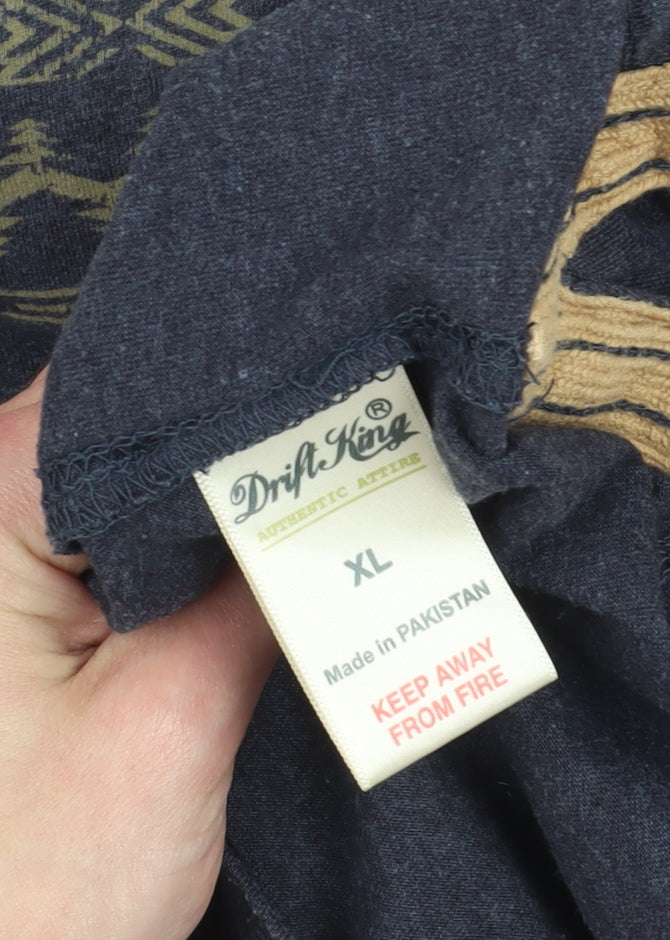 Drift King ®
AUTHENTIC ATTIRE
XL
Made in PAKISTAN
KEEP AWAY
FROM FIRE